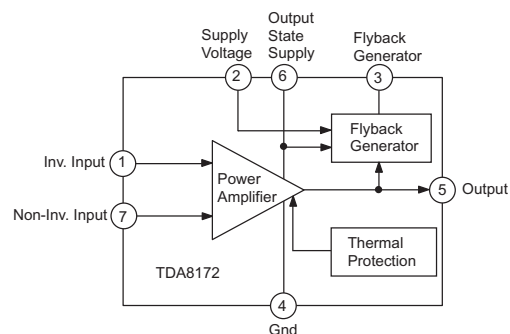 Supply
Voltage
Output
State
Supply
Flyback
Generator
2
6
3
Flyback
Generator
Inv. Input
1
Power
Amplifier
Non-Inv. Input
7
5
Output
Thermal
Protection
TDA8172
4
Gnd